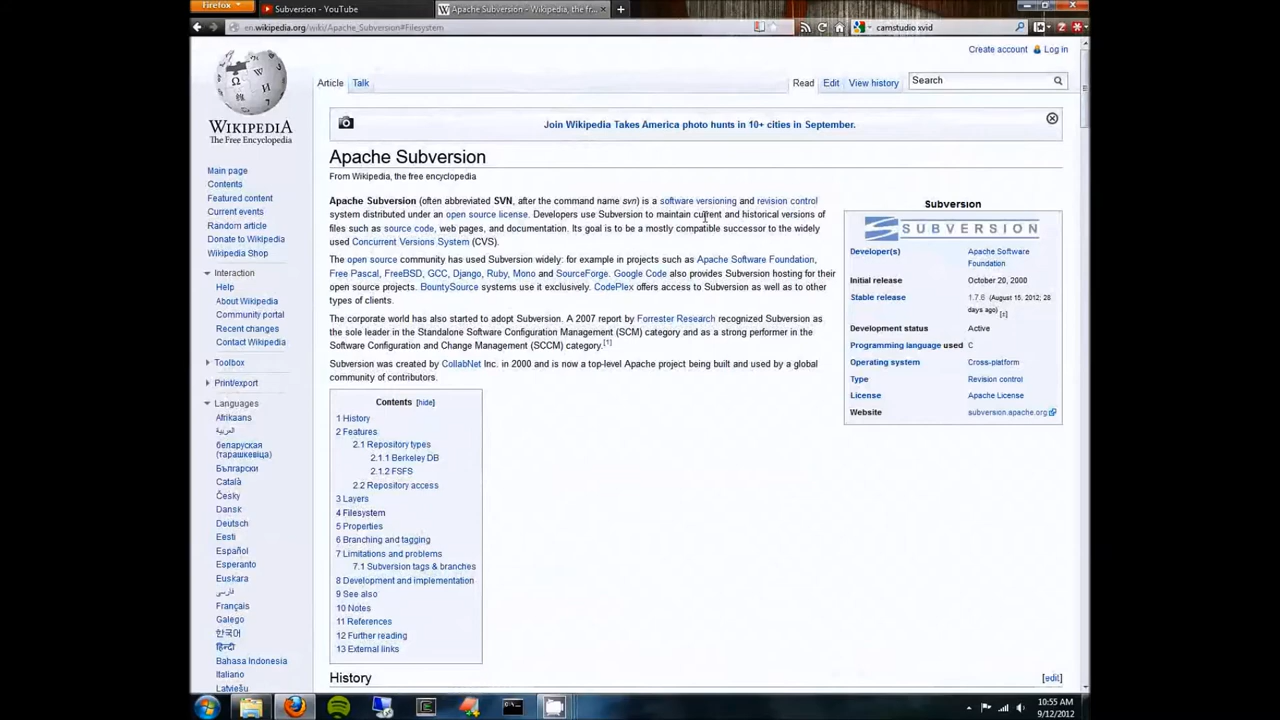 Firefox
Subversion - YouTube
Apache Subversion - Wikipedia, the fr...
en.wikipedia.org/wiki/Apache_Subversion#Filesystem
camstudio xvid
Create account
Log in
Article
Talk
Read
Edit
View history
Search
WIKIPEDIA
The Free Encyclopedia
Join Wikipedia Takes America photo hunts in 10+ cities in September.
Main page
Contents
Featured content
Current events
Random article
Donate to Wikipedia
Wikipedia Shop
Interaction
Help
About Wikipedia
Community portal
Recent changes
Contact Wikipedia
Toolbox
Print/export
Languages
Afrikaans
العربية
беларуская
(тарашкевіца)
Български
Català
Česky
Dansk
Deutsch
Eesti
Español
Esperanto
Euskara
فارسی
Français
Galego
한국어
हिन्दी
Bahasa Indonesia
Italiano
Latviešu
Apache Subversion
From Wikipedia, the free encyclopedia
Apache Subversion (often abbreviated SVN, after the command name svn) is a software versioning and revision control
system distributed under an open source license. Developers use Subversion to maintain current and historical versions of
files such as source code, web pages, and documentation. Its goal is to be a mostly compatible successor to the widely
used Concurrent Versions System (CVS).
The open source community has used Subversion widely: for example in projects such as Apache Software Foundation,
Free Pascal, FreeBSD, GCC, Django, Ruby, Mono and SourceForge. Google Code also provides Subversion hosting for their
open source projects. BountySource systems use it exclusively. CodePlex offers access to Subversion as well as to other
types of clients.
The corporate world has also started to adopt Subversion. A 2007 report by Forrester Research recognized Subversion as
the sole leader in the Standalone Software Configuration Management (SCM) category and as a strong performer in the
Software Configuration and Change Management (SCCM) category.[1]
Subversion was created by CollabNet Inc. in 2000 and is now a top-level Apache project being built and used by a global
community of contributors.
Contents [hide]
1 History
2 Features
2.1 Repository types
2.1.1 Berkeley DB
2.1.2 FSFS
2.2 Repository access
3 Layers
4 Filesystem
5 Properties
6 Branching and tagging
7 Limitations and problems
7.1 Subversion tags & branches
8 Development and implementation
9 See also
10 Notes
11 References
12 Further reading
13 External links
History
[edit]
Subversion
SUBVERSION
Developer(s) Apache Software
Foundation
Initial release October 20, 2000
Stable release 1.7.6 (August 15, 2012; 28
days ago) [±]
Development status Active
Programming language used C
Operating system Cross-platform
Type Revision control
License Apache License
Website subversion.apache.org
10:55 AM
9/12/2012